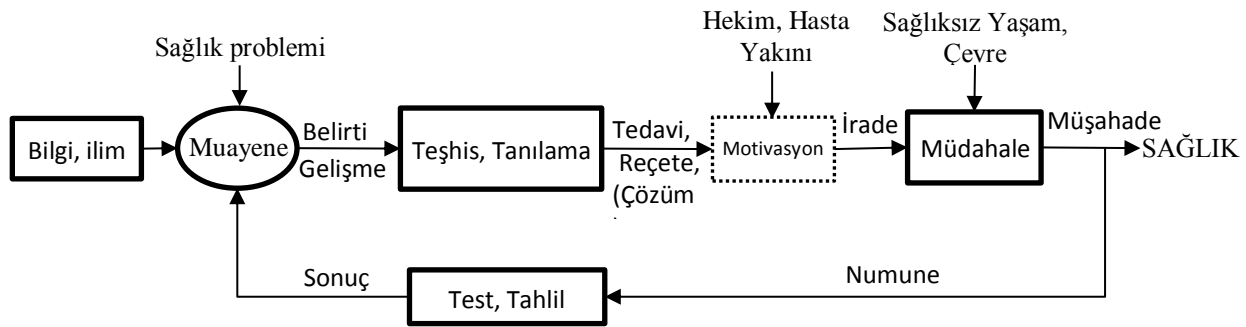 Hekim, Hasta
Yakını
Sağlıksız Yaşam,
Çevre
Sağlık problemi
Bilgi, ilim
Muayene
Belirti
Gelişme
Teşhis, Tanılama
Tedavi,
Reçete,
(Çözüm
Motivasyon
İrade
Müdahale
Müşahade
SAĞLIK
Sonuç
Test, Tahlil
Numune